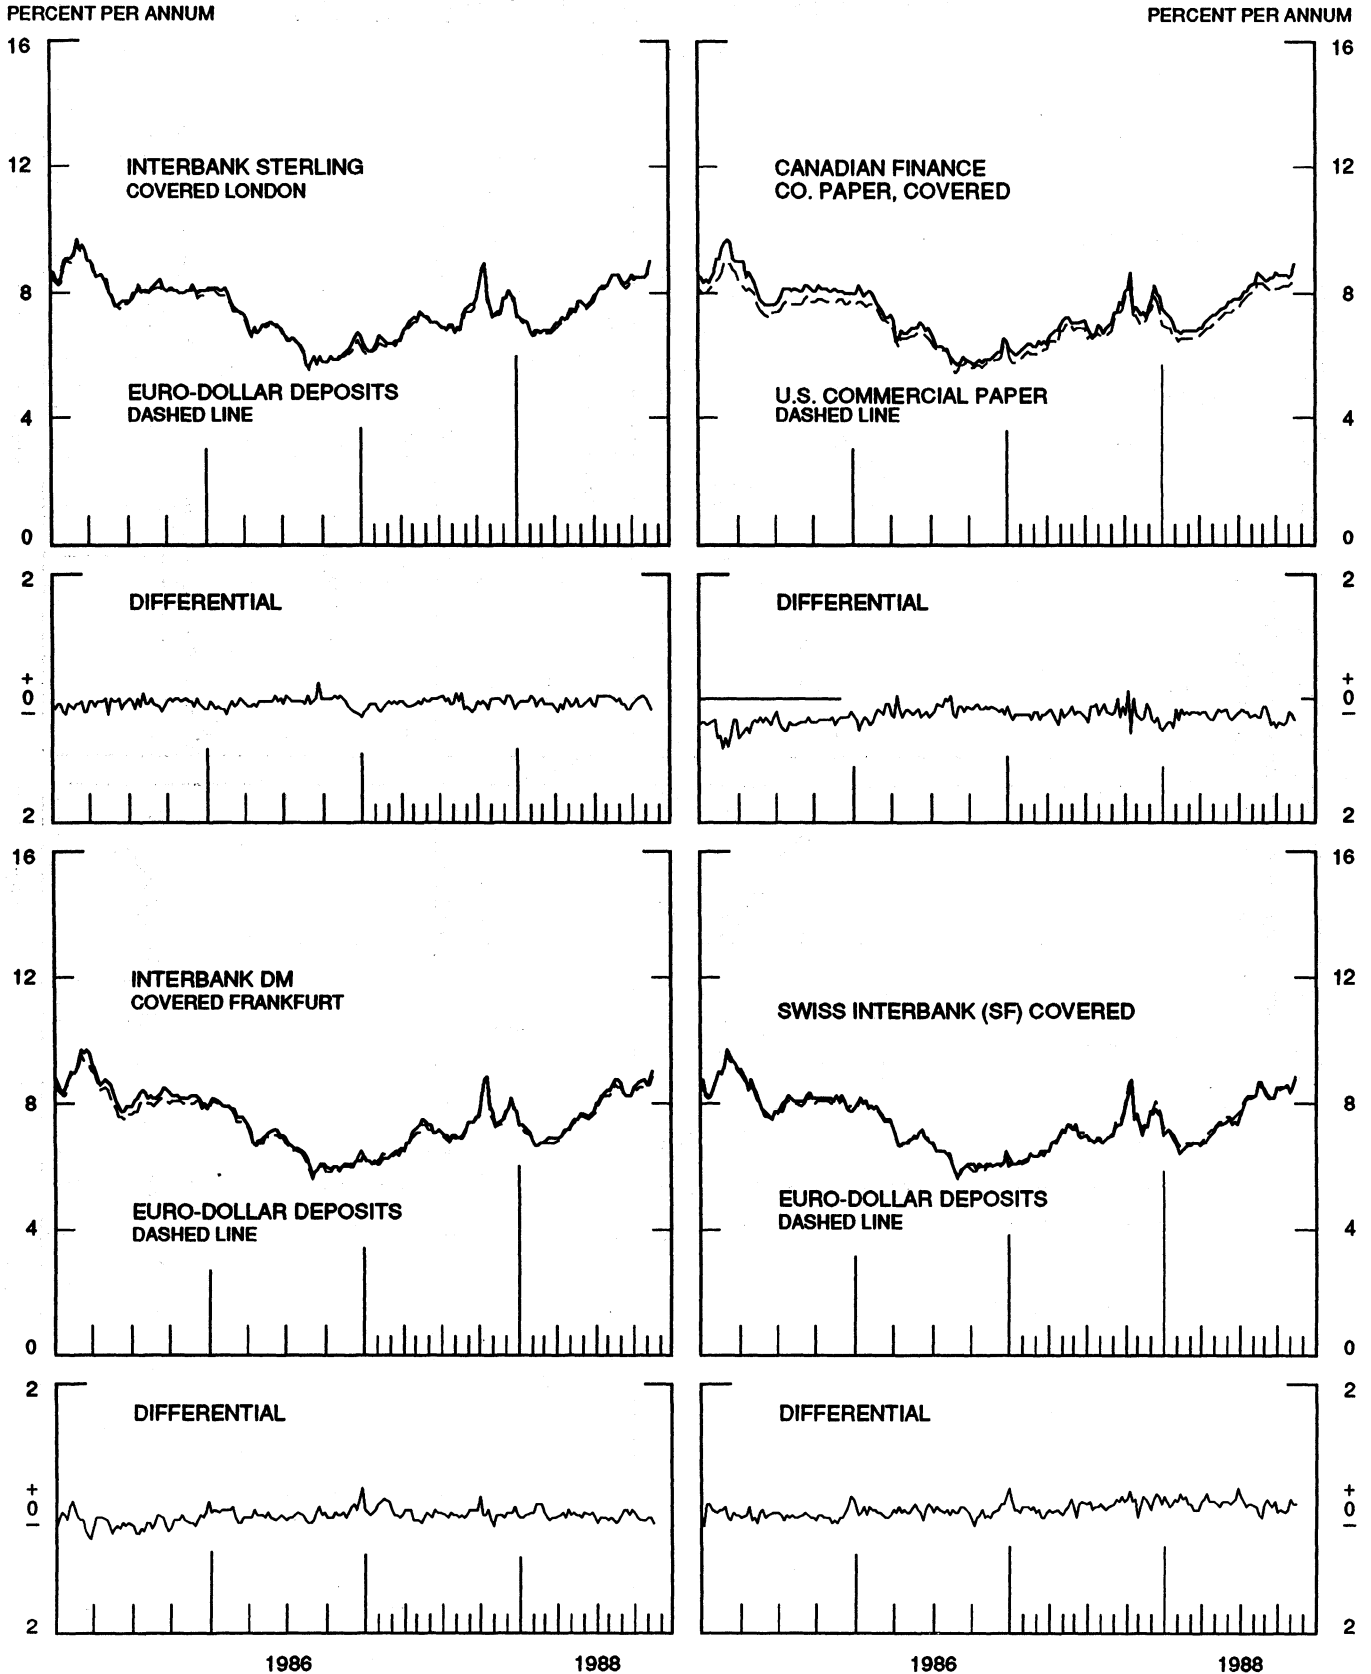 PERCENT PER ANNUM
PERCENT PER ANNUM
16
12
8
4
0
INTERBANK STERLING
COVERED LONDON
EURO-DOLLAR DEPOSITS
DASHED LINE
CANADIAN FINANCE
CO. PAPER, COVERED
U.S. COMMERCIAL PAPER
DASHED LINE
16
12
8
4
0
2
+
0
−
2
DIFFERENTIAL
DIFFERENTIAL
2
+
0
−
2
16
12
8
4
0
INTERBANK DM
COVERED FRANKFURT
EURO-DOLLAR DEPOSITS
DASHED LINE
SWISS INTERBANK (SF) COVERED
EURO-DOLLAR DEPOSITS
DASHED LINE
16
12
8
4
0
2
+
0
−
2
DIFFERENTIAL
DIFFERENTIAL
2
+
0
−
2
1986
1988
1986
1988